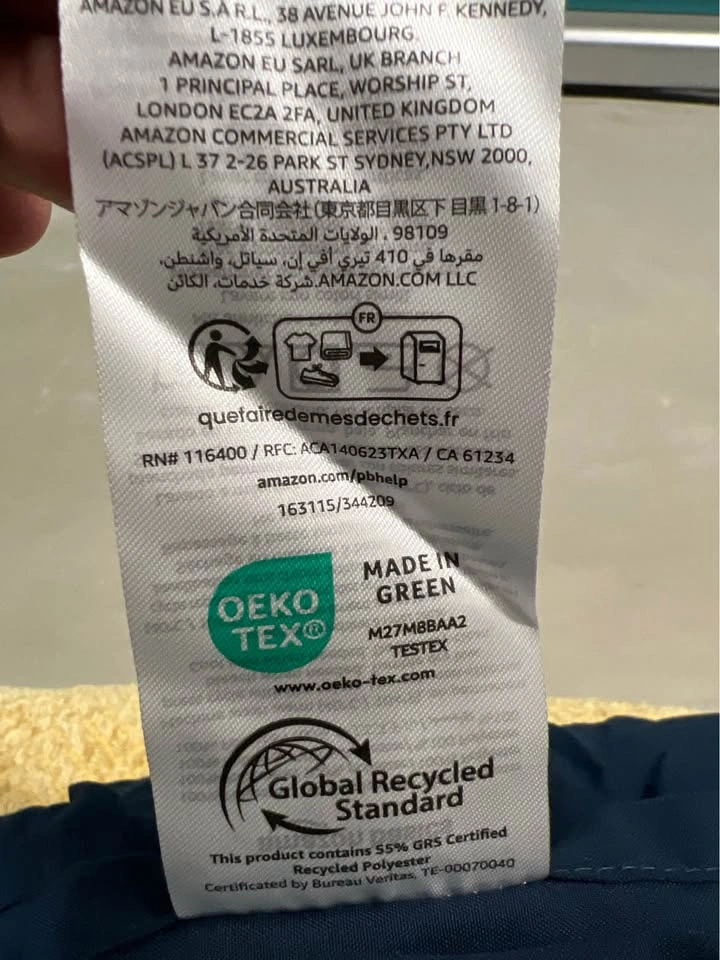 AMAZON EU S.À R.L., 38 AVENUE JOHN F. KENNEDY,
L-1855 LUXEMBOURG
AMAZON EU SARL, UK BRANCH
1 PRINCIPAL PLACE, WORSHIP ST,
LONDON EC2A 2FA, UNITED KINGDOM
AMAZON COMMERCIAL SERVICES PTY LTD
(ACSPL) L 37 2-26 PARK ST SYDNEY,NSW 2000,
AUSTRALIA
アマゾンジャパン合同会社(東京都目黒区下目黒1-8-1)
98109 ، الولايات المتحدة الأمريكية
مقرها في 410 تيري أفي إن، سياتل، واشنطن،
AMAZON.COM LLC.شركة خدمات، الكائن
FR
quefairedemesdechets.fr
RN# 116400 / RFC: ACA140623TXA / CA 61234
amazon.com/pbhelp
163115/344209
OEKO
TEX®
MADE IN
GREEN
M27M8BAA2
TESTEX
www.oeko-tex.com
Global Recycled
Standard
This product contains 55% GRS Certified
Recycled Polyester
Certificated by Bureau Veritas, TE-00070040